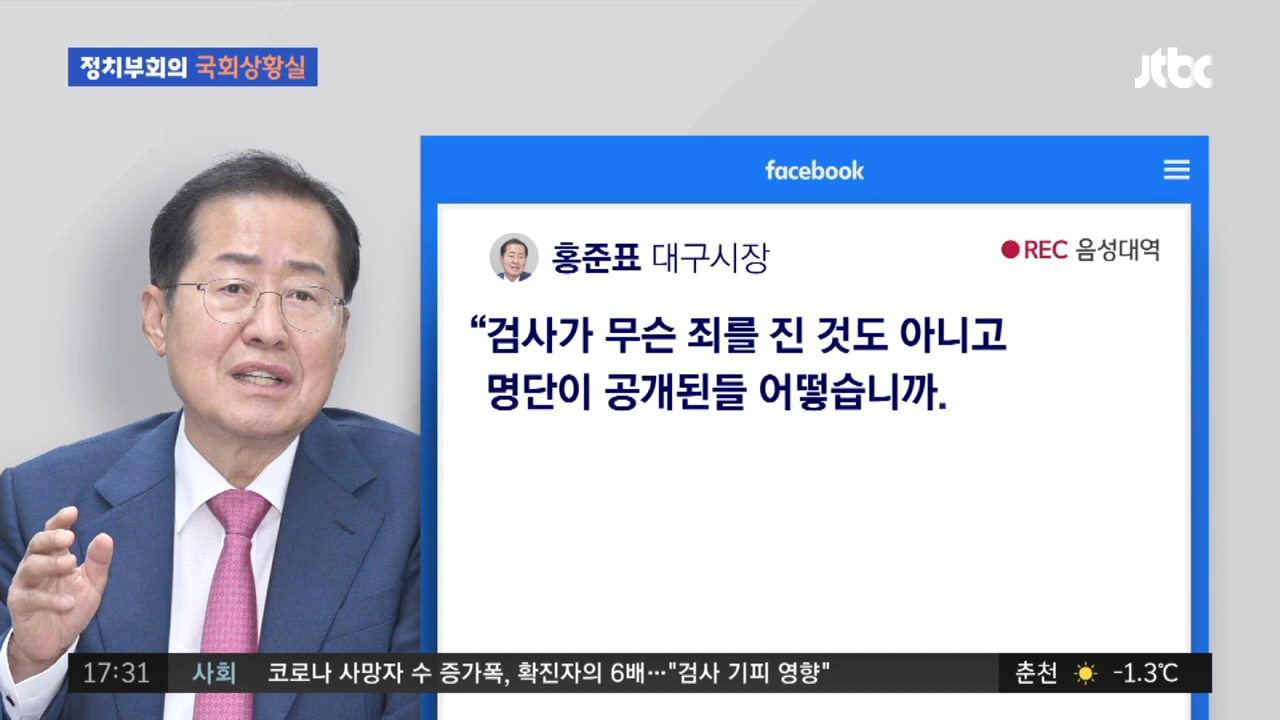 정치부회의 국회상황실
jtbc
facebook
홍준표 대구시장
REC 음성대역
“검사가 무슨 죄를 진 것도 아니고
명단이 공개된들 어떻습니까.
17:31 사회 코로나 사망자 수 증가폭, 확진자의 6배…"검사 기피 영향" 춘천 -1.3℃